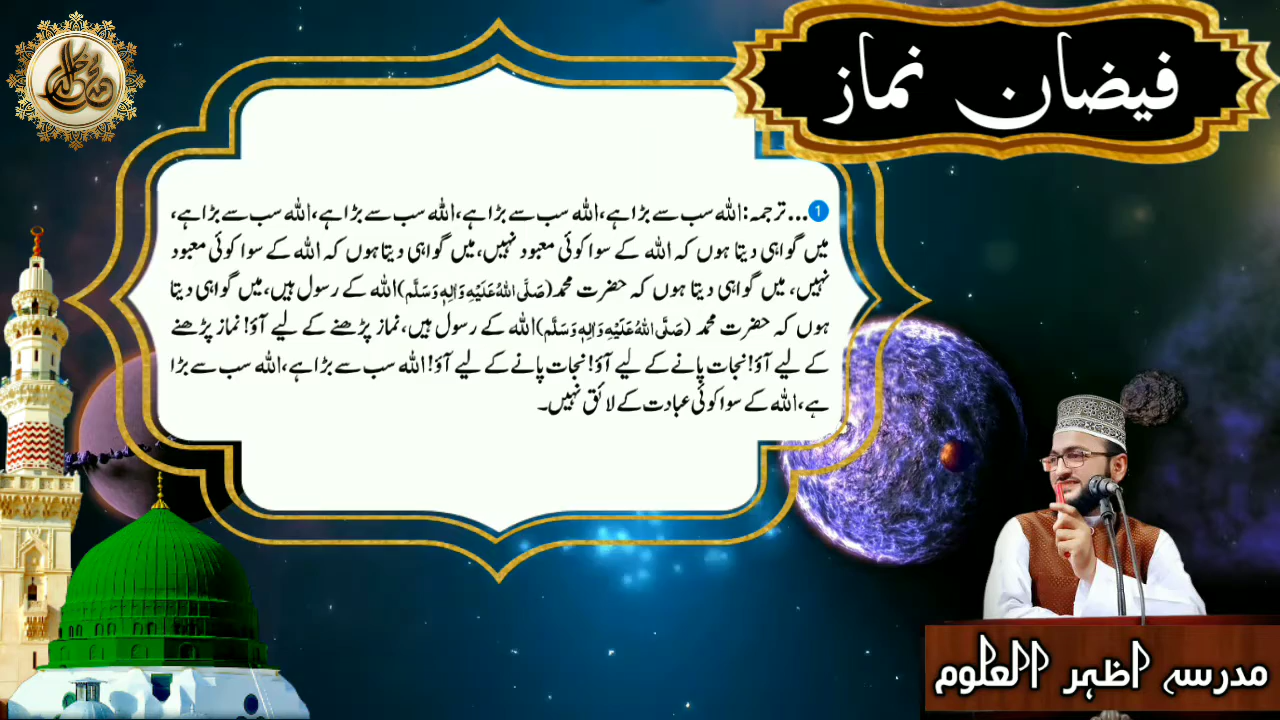 فیضان نماز
1...ترجمہ: اللہ سب سے بڑا ہے، اللہ سب سے بڑا ہے، اللہ سب سے بڑا ہے، اللہ سب سے بڑا ہے،
میں گواہی دیتا ہوں کہ اللہ کے سوا کوئی معبود نہیں، میں گواہی دیتا ہوں کہ اللہ کے سوا کوئی معبود
نہیں، میں گواہی دیتا ہوں کہ حضرت محمد (صَلَّی اللہُ عَلَیْہِ وَاٰلِہٖ وَسَلَّم) اللہ کے رسول ہیں، میں گواہی دیتا
ہوں کہ حضرت محمد (صَلَّی اللہُ عَلَیْہِ وَاٰلِہٖ وَسَلَّم) اللہ کے رسول ہیں، نماز پڑھنے کے لیے آؤ! نماز پڑھنے
کے لیے آؤ! نجات پانے کے لیے آؤ! نجات پانے کے لیے آؤ! اللہ سب سے بڑا ہے، اللہ سب سے بڑا
ہے، اللہ کے سوا کوئی عبادت کے لائق نہیں۔
مدرسہ اظہر العلوم